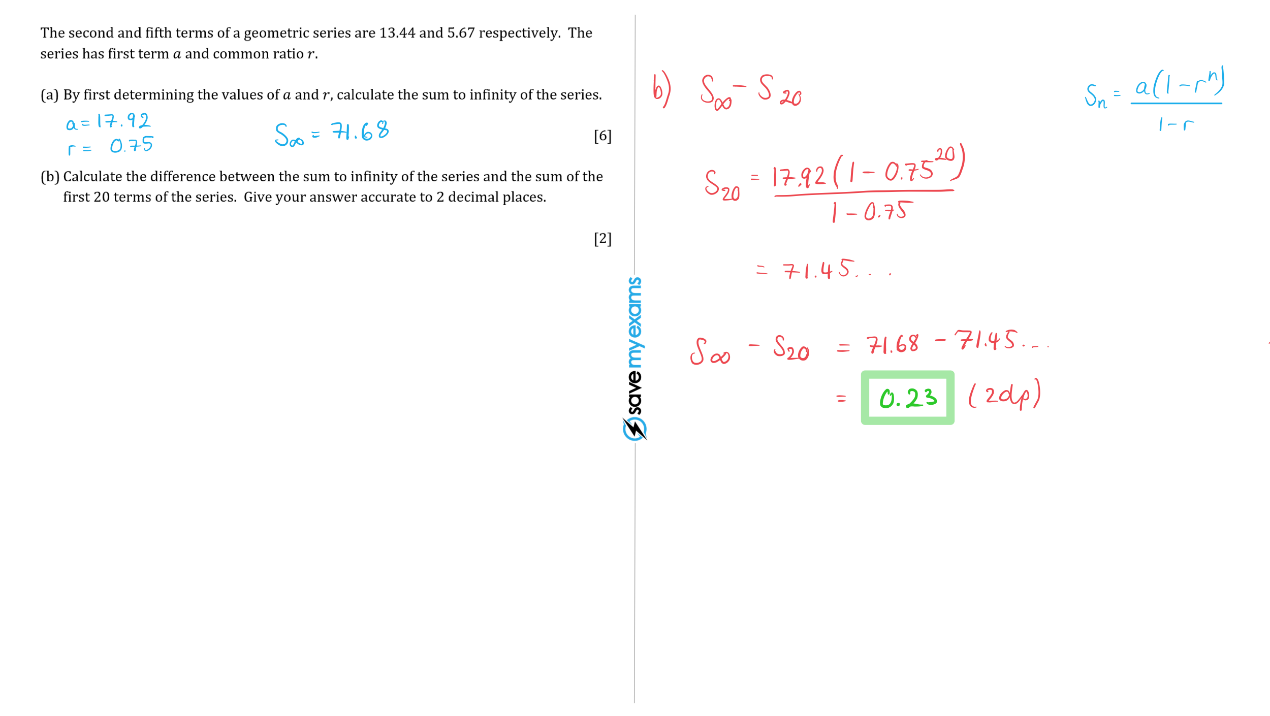 The second and fifth terms of a geometric series are 13.44 and 5.67 respectively. The
series has first term a and common ratio r.
(a) By first determining the values of a and r, calculate the sum to infinity of the series.
a = 17.92
r = 0.75
S∞ = 71.68
[6]
(b) Calculate the difference between the sum to infinity of the series and the sum of the
first 20 terms of the series. Give your answer accurate to 2 decimal places.
[2]
savemyexams
b) S∞ − S₂₀
Sₙ = a(1−rⁿ) / 1−r
S₂₀ = 17.92(1 − 0.75²⁰) / 1 − 0.75
= 71.45...
S∞ − S₂₀ = 71.68 − 71.45...
= 0.23 (2dp)